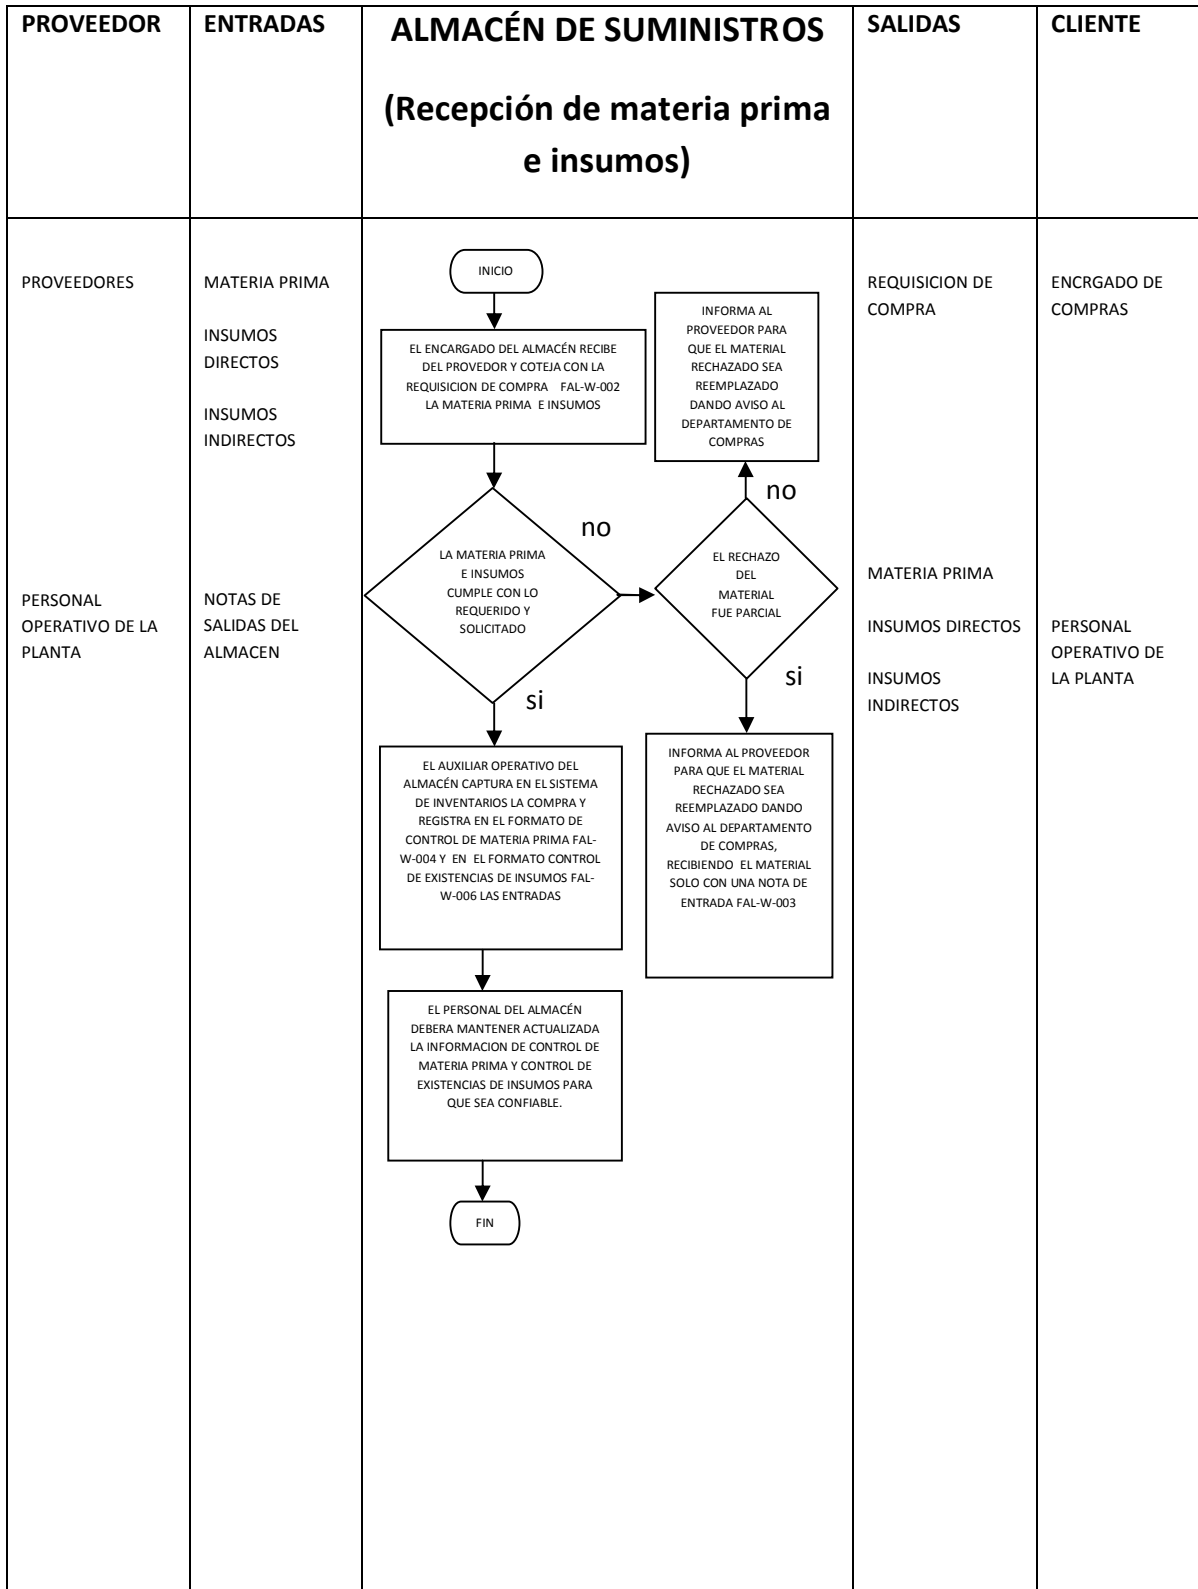 PROVEEDOR
ENTRADAS
ALMACÉN DE SUMINISTROS
(Recepción de materia prima
e insumos)
SALIDAS
CLIENTE
PROVEEDORES
PERSONAL
OPERATIVO DE LA
PLANTA
MATERIA PRIMA
INSUMOS
DIRECTOS
INSUMOS
INDIRECTOS
NOTAS DE
SALIDAS DEL
ALMACEN
INICIO
EL ENCARGADO DEL ALMACÉN RECIBE
DEL PROVEDOR Y COTEJA CON LA
REQUISICION DE COMPRA FAL-W-002
LA MATERIA PRIMA E INSUMOS
LA MATERIA PRIMA
E INSUMOS
CUMPLE CON LO
REQUERIDO Y
SOLICITADO
no
si
EL RECHAZO
DEL
MATERIAL
FUE PARCIAL
no
si
INFORMA AL
PROVEEDOR PARA
QUE EL MATERIAL
RECHAZADO SEA
REEMPLAZADO
DANDO AVISO AL
DEPARTAMENTO DE
COMPRAS
EL AUXILIAR OPERATIVO DEL
ALMACÉN CAPTURA EN EL SISTEMA
DE INVENTARIOS LA COMPRA Y
REGISTRA EN EL FORMATO DE
CONTROL DE MATERIA PRIMA FAL-
W-004 Y EN EL FORMATO CONTROL
DE EXISTENCIAS DE INSUMOS FAL-
W-006 LAS ENTRADAS
INFORMA AL PROVEEDOR
PARA QUE EL MATERIAL
RECHAZADO SEA
REEMPLAZADO DANDO
AVISO AL DEPARTAMENTO
DE COMPRAS,
RECIBIENDO EL MATERIAL
SOLO CON UNA NOTA DE
ENTRADA FAL-W-003
EL PERSONAL DEL ALMACÉN
DEBERA MANTENER ACTUALIZADA
LA INFORMACION DE CONTROL DE
MATERIA PRIMA Y CONTROL DE
EXISTENCIAS DE INSUMOS PARA
QUE SEA CONFIABLE.
FIN
REQUISICION DE
COMPRA
MATERIA PRIMA
INSUMOS DIRECTOS
INSUMOS
INDIRECTOS
ENCRGADO DE
COMPRAS
PERSONAL
OPERATIVO DE
LA PLANTA